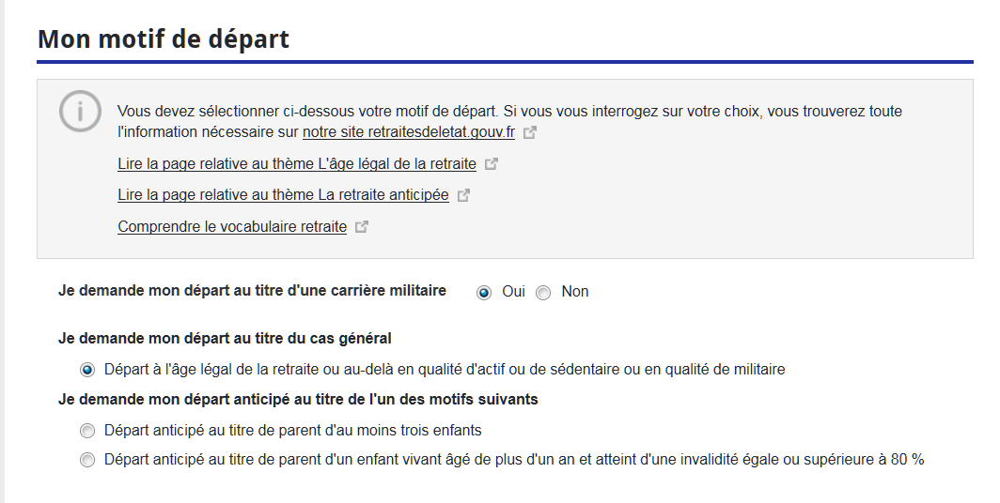 Mon motif de départ
Vous devez sélectionner ci-dessous votre motif de départ. Si vous vous interrogez sur votre choix, vous trouverez toute
l'information nécessaire sur notre site retraitesdeletat.gouv.fr
Lire la page relative au thème L'âge légal de la retraite
Lire la page relative au thème La retraite anticipée
Comprendre le vocabulaire retraite
Je demande mon départ au titre d'une carrière militaire Oui Non
Je demande mon départ au titre du cas général
Départ à l'âge légal de la retraite ou au-delà en qualité d'actif ou de sédentaire ou en qualité de militaire
Je demande mon départ anticipé au titre de l'un des motifs suivants
Départ anticipé au titre de parent d'au moins trois enfants
Départ anticipé au titre de parent d'un enfant vivant âgé de plus d'un an et atteint d'une invalidité égale ou supérieure à 80 %